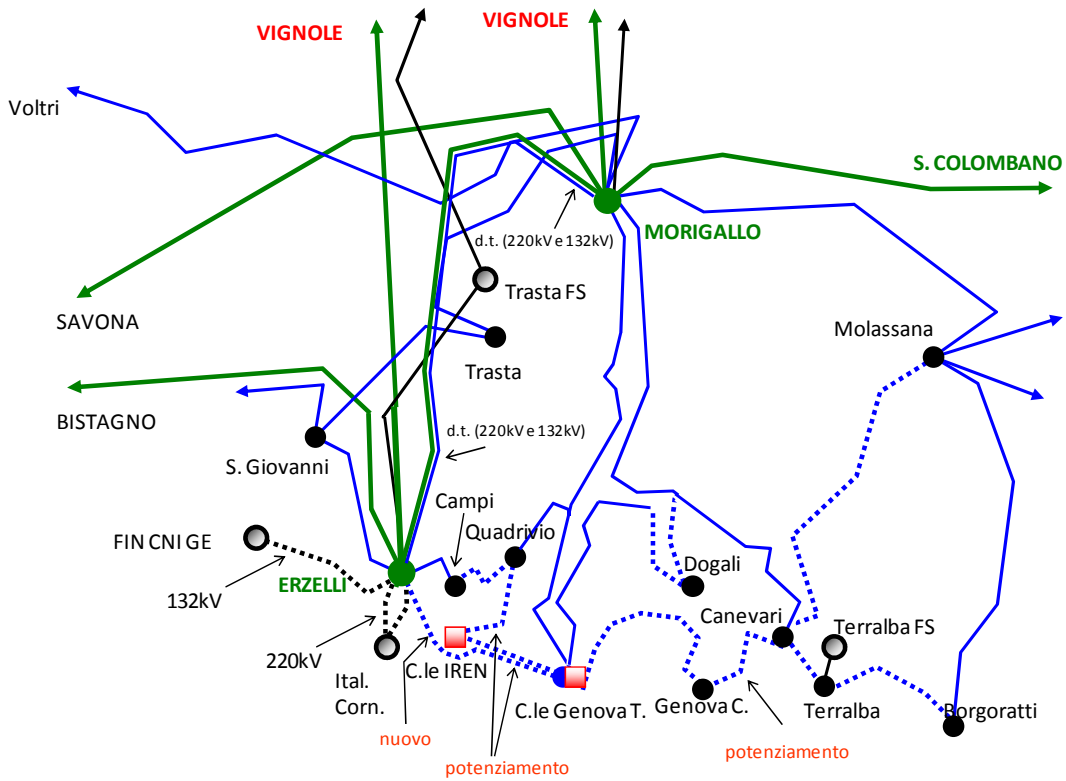 VIGNOLE
VIGNOLE
Voltri
S. COLOMBANO
d.t. (220kV e 132kV)
MORIGALLO
Trasta FS
SAVONA
Molassana
Trasta
BISTAGNO
d.t. (220kV e 132kV)
S. Giovanni
Campi
Quadrivio
FIN CNI GE
Dogali
ERZELLI
132kV
Canevari
Terralba FS
220kV
C.le IREN
Ital.
Corn.
C.le Genova T.
Genova C.
Terralba
Borgoratti
nuovo
potenziamento
potenziamento